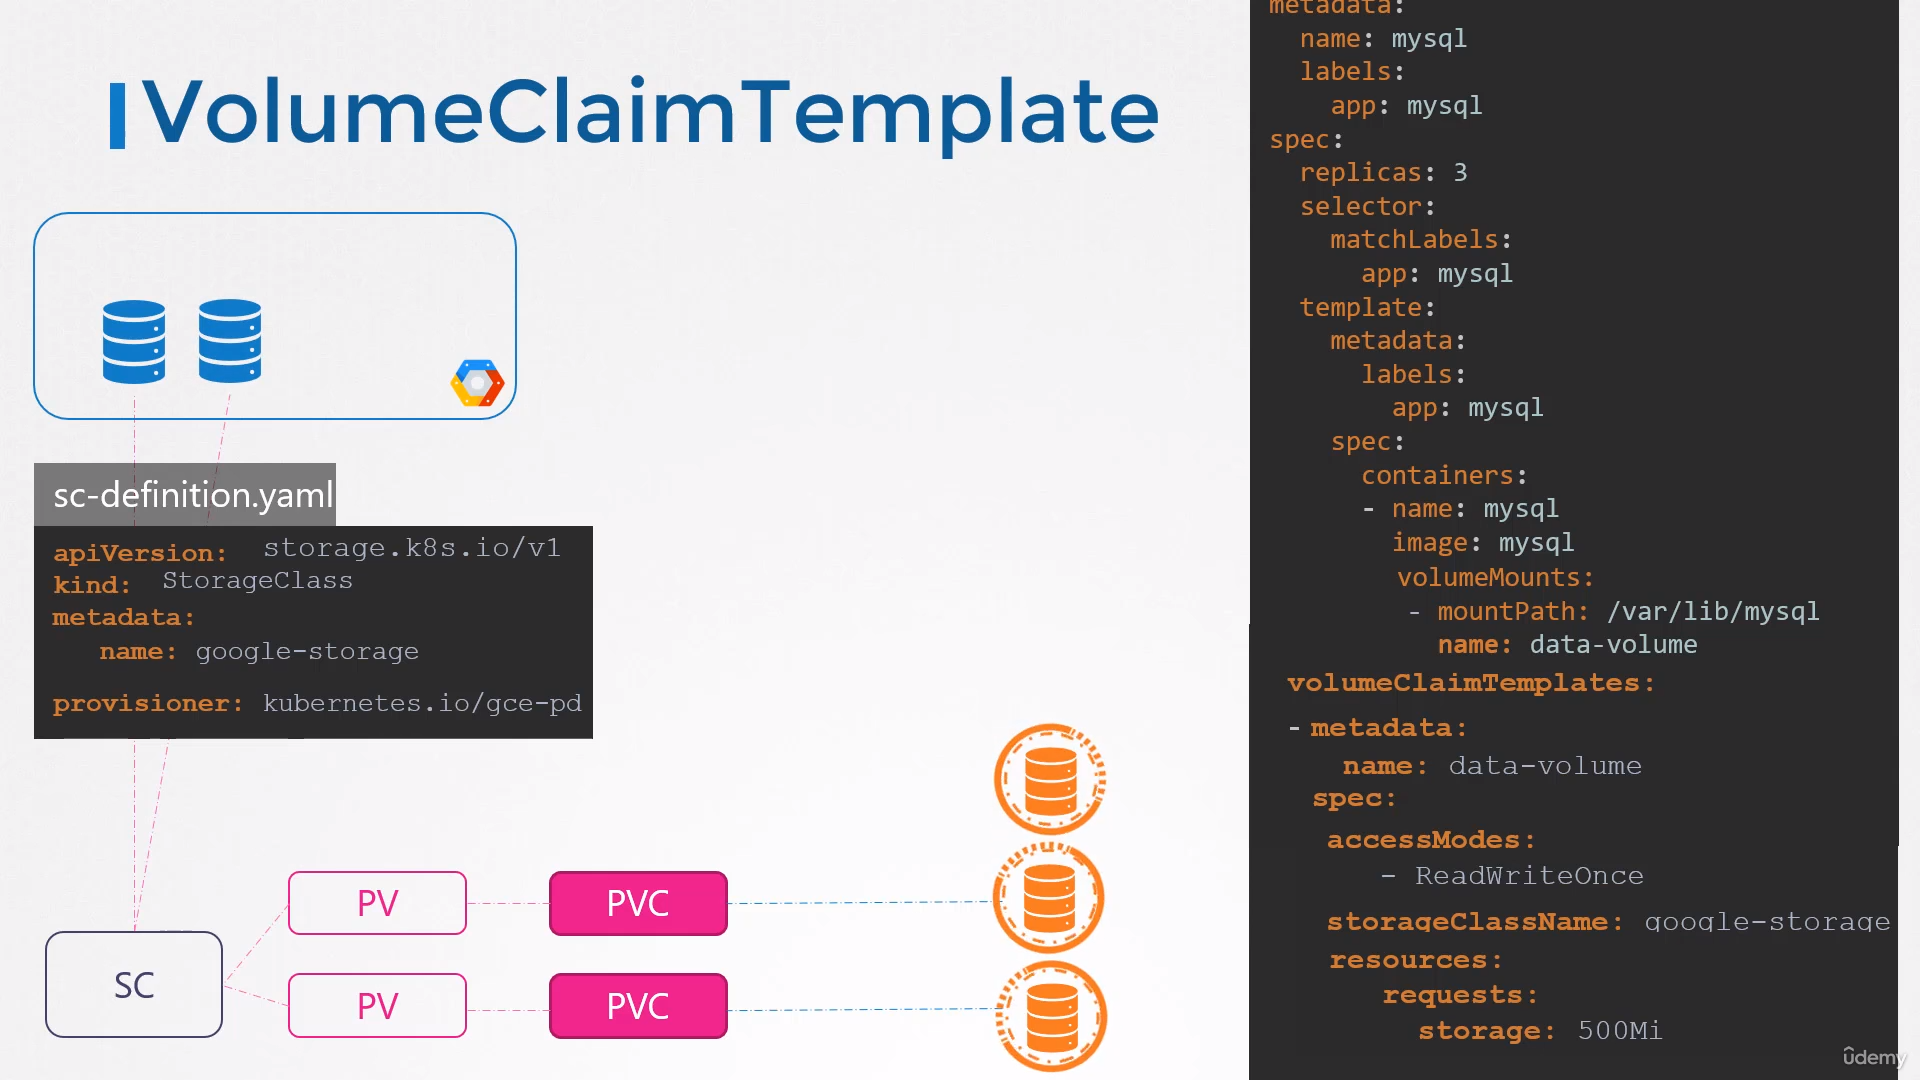 VolumeClaimTemplate
sc-definition.yaml
apiVersion: storage.k8s.io/v1
kind: StorageClass
metadata:
name: google-storage
provisioner: kubernetes.io/gce-pd
SC
PV
PVC
PV
PVC
metadata:
name: mysql
labels:
app: mysql
spec:
replicas: 3
selector:
matchLabels:
app: mysql
template:
metadata:
labels:
app: mysql
spec:
containers:
- name: mysql
image: mysql
volumeMounts:
- mountPath: /var/lib/mysql
name: data-volume
volumeClaimTemplates:
- metadata:
name: data-volume
spec:
accessModes:
- ReadWriteOnce
storageClassName: google-storage
resources:
requests:
storage: 500Mi
ûdemy